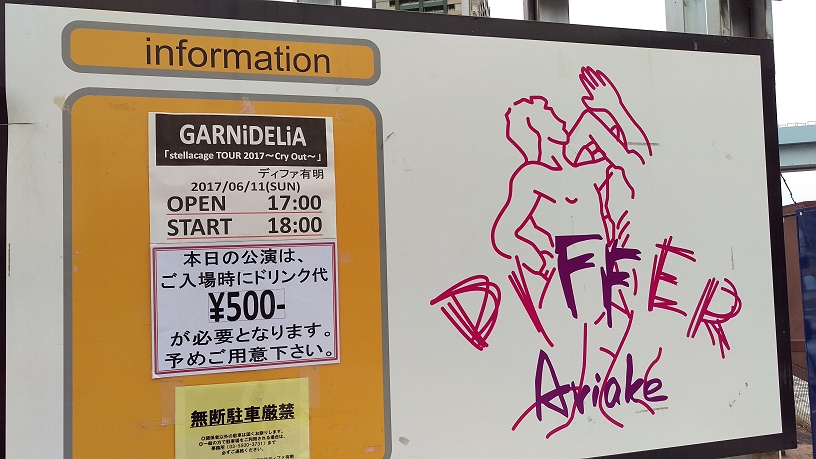 information
GARNiDELiA
「stellacage TOUR 2017～Cry Out～」
ディファ有明
2017/06/11(SUN)
OPEN 17:00
START 18:00
本日の公演は、
ご入場時にドリンク代
¥500-
が必要となります。
予めご用意下さい。
無断駐車厳禁
DIFFER
Ariake